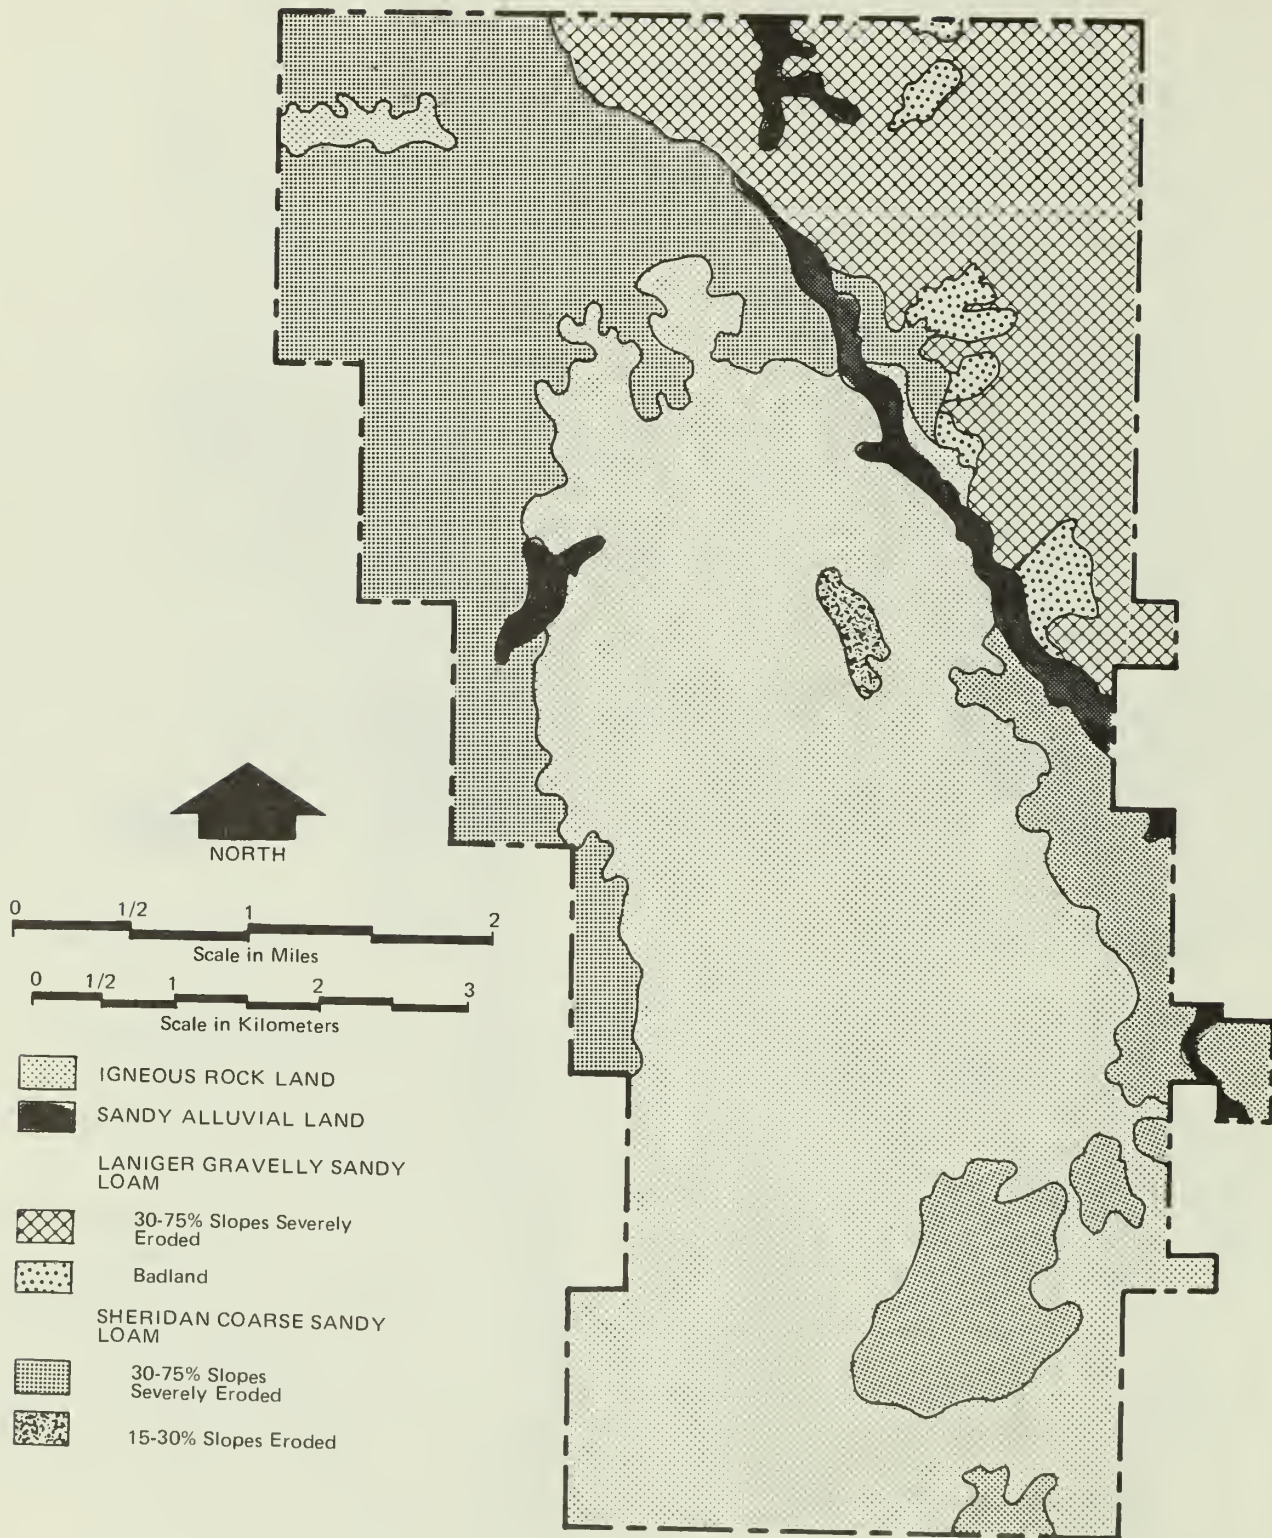 NORTH
0 1/2 1 2
Scale in Miles
0 1/2 1 2 3
Scale in Kilometers
IGNEOUS ROCK LAND
SANDY ALLUVIAL LAND
LANIGER GRAVELLY SANDY
LOAM
30-75% Slopes Severely
Eroded
Badland
SHERIDAN COARSE SANDY
LOAM
30-75% Slopes
Severely Eroded
15-30% Slopes Eroded